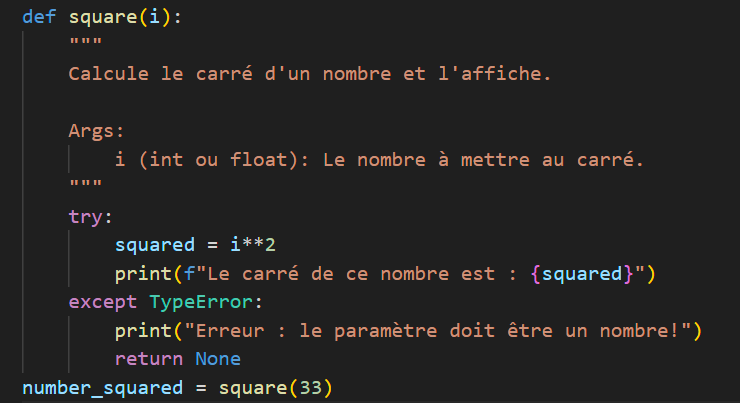 def square(i):
    """
    Calcule le carré d'un nombre et l'affiche.

    Args:
        i (int ou float): Le nombre à mettre au carré.
    """
    try:
        squared = i**2
        print(f"Le carré de ce nombre est : {squared}")
    except TypeError:
        print("Erreur : le paramètre doit être un nombre!")
        return None
number_squared = square(33)